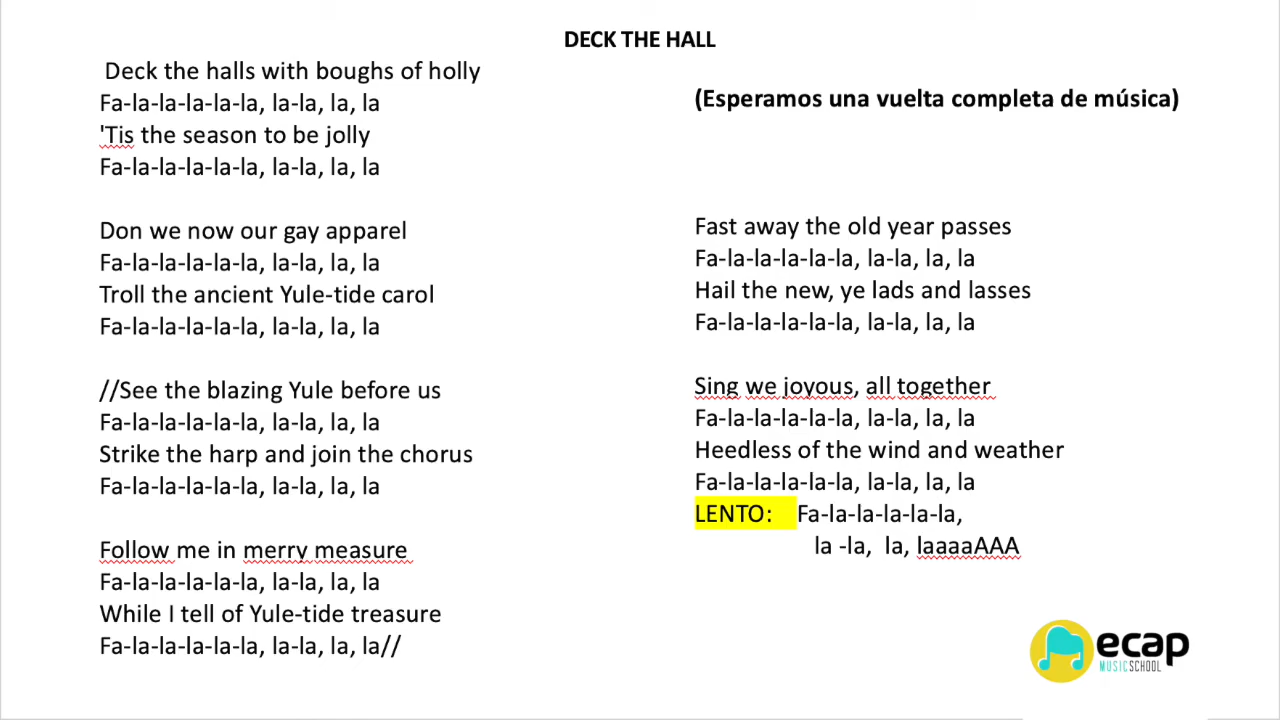 DECK THE HALL
Deck the halls with boughs of holly
Fa-la-la-la-la-la, la-la, la, la
'Tis the season to be jolly
Fa-la-la-la-la-la, la-la, la, la
Don we now our gay apparel
Fa-la-la-la-la-la, la-la, la, la
Troll the ancient Yule-tide carol
Fa-la-la-la-la-la, la-la, la, la
//See the blazing Yule before us
Fa-la-la-la-la-la, la-la, la, la
Strike the harp and join the chorus
Fa-la-la-la-la-la, la-la, la, la
Follow me in merry measure
Fa-la-la-la-la-la, la-la, la, la
While I tell of Yule-tide treasure
Fa-la-la-la-la-la, la-la, la, la//
(Esperamos una vuelta completa de música)
Fast away the old year passes
Fa-la-la-la-la-la, la-la, la, la
Hail the new, ye lads and lasses
Fa-la-la-la-la-la, la-la, la, la
Sing we joyous, all together
Fa-la-la-la-la-la, la-la, la, la
Heedless of the wind and weather
Fa-la-la-la-la-la, la-la, la, la
LENTO: Fa-la-la-la-la-la,
la -la, la, laaaaAAA
ecap
MUSIC SCHOOL